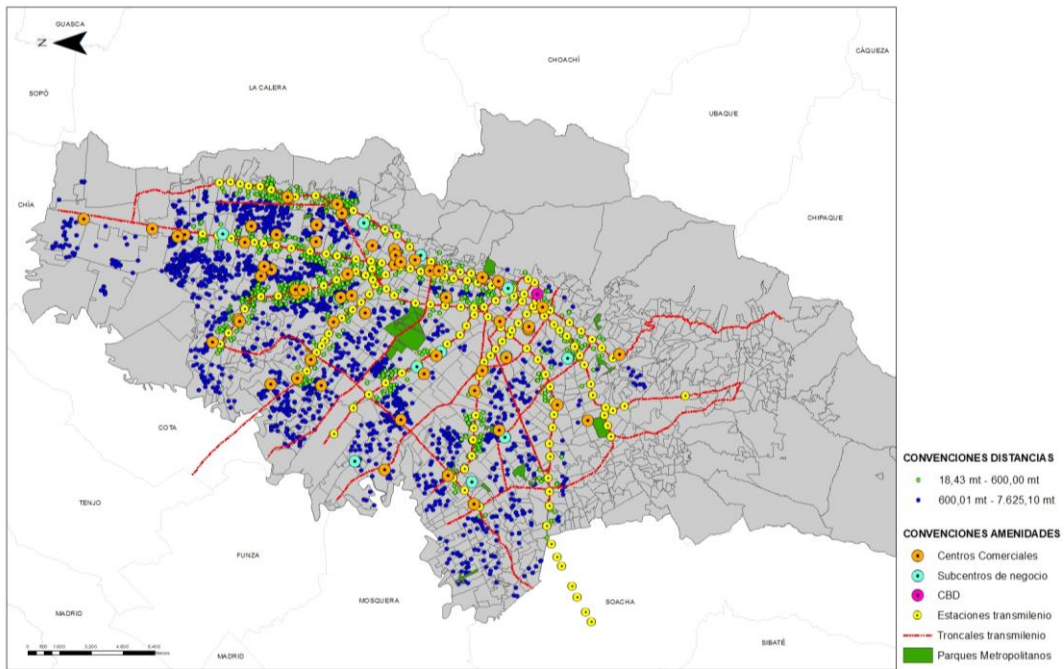 GUASCA
N
CÁQUEZA
CHOACHÍ
LA CALERA
SOPÓ
UBAQUE
CHÍA
CHIPAQUE
COTA
TENJO
FUNZA
MOSQUERA
SOACHA
MADRID
MADRID
SIBATÉ
CONVENCIONES DISTANCIAS
18,43 mt - 600,00 mt
600,01 mt - 7.625,10 mt
CONVENCIONES AMENIDADES
Centros Comerciales
Subcentros de negocio
CBD
Estaciones transmilenio
Troncales transmilenio
Parques Metropolitanos